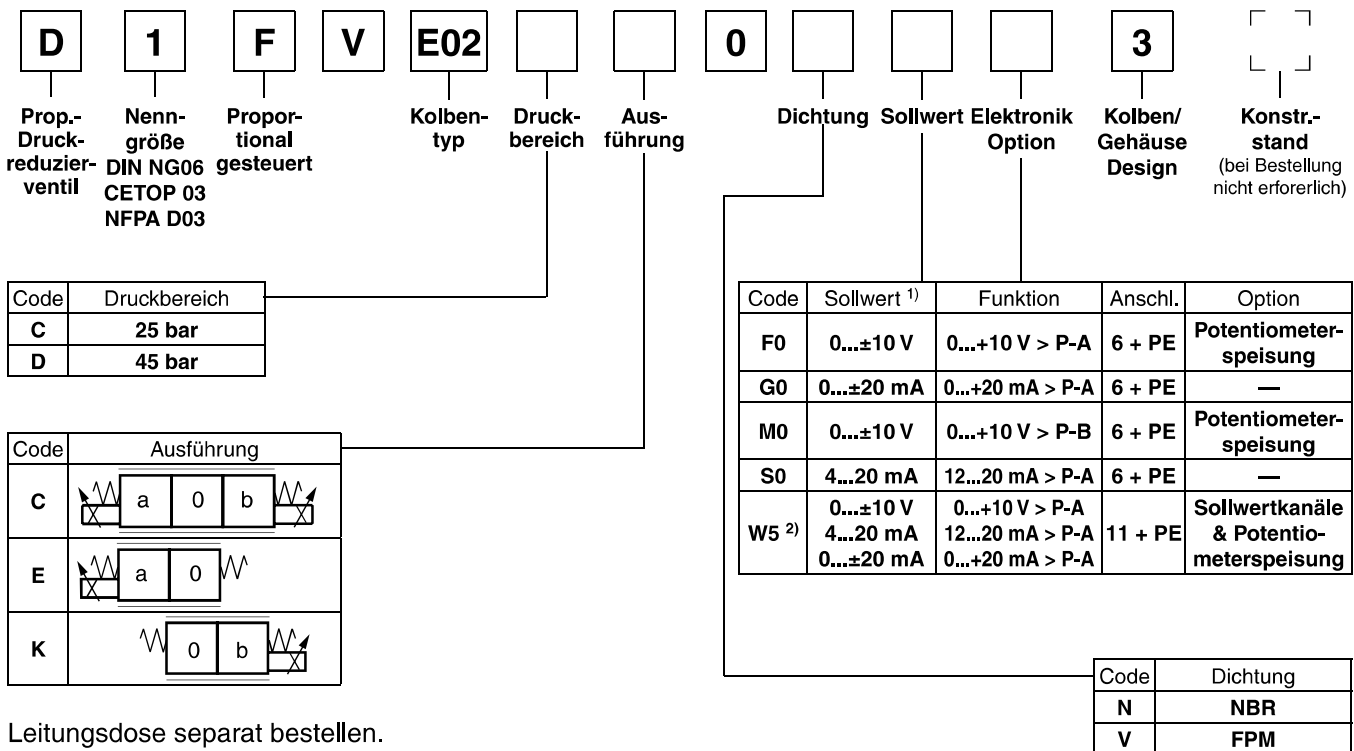 D 1 F V E02 0 3
Prop.-
Druck-
reduzier-
ventil
Nenn-
größe
DIN NG06
CETOP 03
NFPA D03
Propor-
tional
gesteuert
Kolben-
typ
Druck-
bereich
Aus-
führung
Dichtung
Sollwert
Elektronik
Option
Kolben/
Gehäuse
Design
Konstr.-
stand
(bei Bestellung
nicht erforerlich)
Code Druckbereich
C 25 bar
D 45 bar
Code Ausführung
C a 0 b
E a 0
K 0 b
Leitungsdose separat bestellen.
Code Sollwert 1) Funktion Anschl. Option
F0 0...±10 V 0...+10 V > P-A 6 + PE Potentiometer-
speisung
G0 0...±20 mA 0...+20 mA > P-A 6 + PE —
M0 0...±10 V 0...+10 V > P-B 6 + PE Potentiometer-
speisung
S0 4...20 mA 12...20 mA > P-A 6 + PE —
0...±10 V 0...+10 V > P-A Sollwertkanäle
W5 2) 4...20 mA 12...20 mA > P-A 11 + PE & Potentio-
0...±20 mA 0...+20 mA > P-A meterspeisung
Code Dichtung
N NBR
V FPM